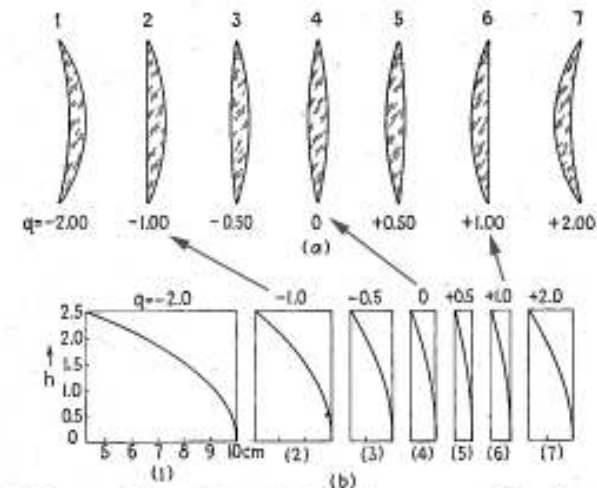 1 2 3 4 5 6 7
q=-2.00 -1.00 -0.50 0 +0.50 +1.00 +2.00
(a)
q=-2.0 -1.0 -0.5 0 +0.5 +1.0 +2.0
2.5
2.0
1.5
↑
h
1.0
0.5
0
5 6 7 8 9 10cm
(1) (2) (3) (4) (5) (6) (7)
(b)